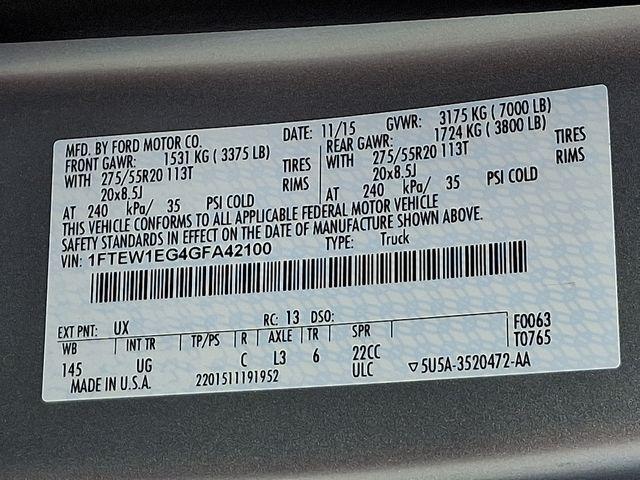 MFD. BY FORD MOTOR CO. DATE: 11/15 GVWR: 3175 KG ( 7000 LB)
FRONT GAWR: 1531 KG ( 3375 LB) REAR GAWR: 1724 KG ( 3800 LB)
WITH 275/55R20 113T TIRES WITH 275/55R20 113T TIRES
20x8.5J RIMS 20x8.5J RIMS
AT 240 kPa/ 35 PSI COLD AT 240 kPa/ 35 PSI COLD
THIS VEHICLE CONFORMS TO ALL APPLICABLE FEDERAL MOTOR VEHICLE
SAFETY STANDARDS IN EFFECT ON THE DATE OF MANUFACTURE SHOWN ABOVE.
VIN: 1FTEW1EG4GFA42100 TYPE: Truck
EXT PNT: UX RC: 13 DSO: F0063
WB INT TR TP/PS R AXLE TR SPR T0765
145 UG C L3 6 22CC
ULC ▽5U5A-3520472-AA
MADE IN U.S.A. 2201511191952